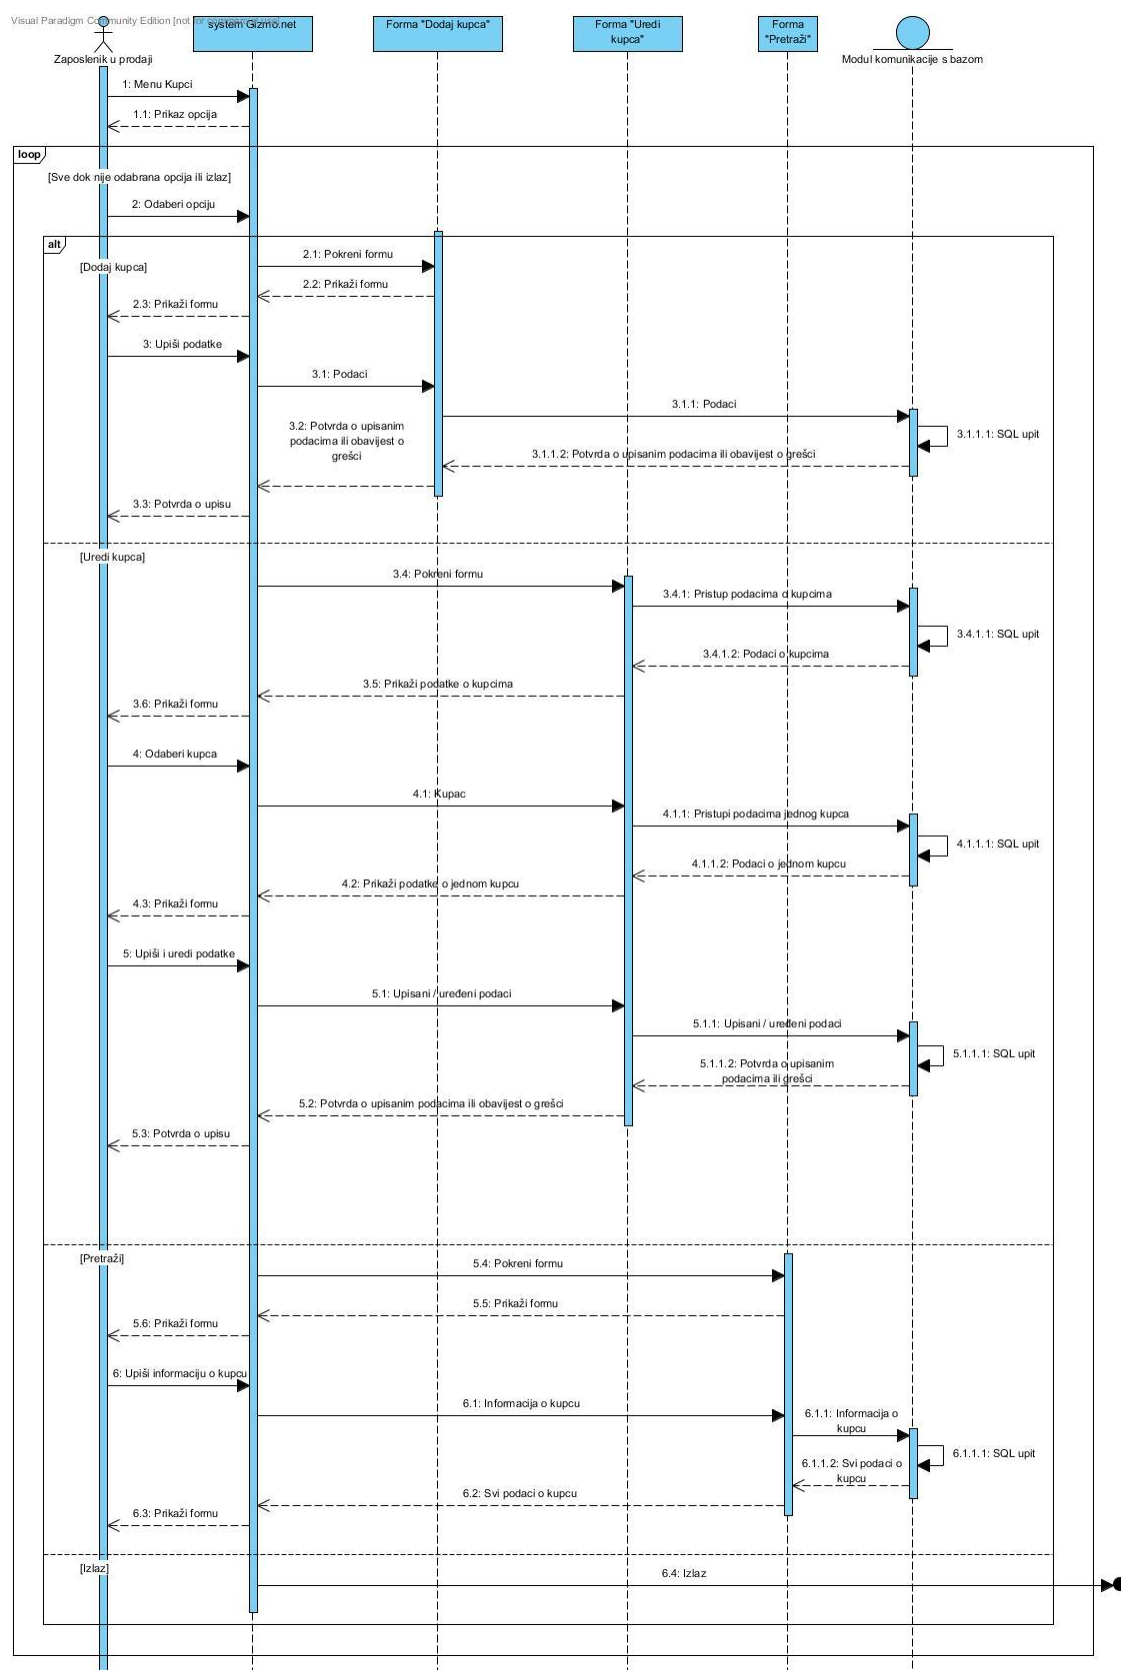 Visual Paradigm Community Edition [not for commercial use]
system Gizmo.net
Forma "Dodaj kupca"
Forma "Uredi
kupca"
Forma
"Pretraži"
Zaposlenik u prodaji
Modul komunikacije s bazom
1: Menu Kupci
1.1: Prikaz opcija
loop
[Sve dok nije odabrana opcija ili izlaz]
2: Odaberi opciju
alt
[Dodaj kupca]
2.1: Pokreni formu
2.2: Prikaži formu
2.3: Prikaži formu
3: Upiši podatke
3.1: Podaci
3.1.1: Podaci
3.1.1.1: SQL upit
3.2: Potvrda o upisanim
podacima ili obavijest o
grešci
3.1.1.2: Potvrda o upisanim podacima ili obavijest o grešci
3.3: Potvrda o upisu
[Uredi kupca]
3.4: Pokreni formu
3.4.1: Pristup podacima o kupcima
3.4.1.1: SQL upit
3.4.1.2: Podaci o kupcima
3.5: Prikaži podatke o kupcima
3.6: Prikaži formu
4: Odaberi kupca
4.1: Kupac
4.1.1: Pristupi podacima jednog kupca
4.1.1.1: SQL upit
4.1.1.2: Podaci o jednom kupcu
4.2: Prikaži podatke o jednom kupcu
4.3: Prikaži formu
5: Upiši i uredi podatke
5.1: Upisani / uređeni podaci
5.1.1: Upisani / uređeni podaci
5.1.1.1: SQL upit
5.1.1.2: Potvrda o upisanim
podacima ili grešci
5.2: Potvrda o upisanim podacima ili obavijest o grešci
5.3: Potvrda o upisu
[Pretraži]
5.4: Pokreni formu
5.5: Prikaži formu
5.6: Prikaži formu
6: Upiši informaciju o kupcu
6.1: Informacija o kupcu
6.1.1: Informacija o
kupcu
6.1.1.1: SQL upit
6.1.1.2: Svi podaci o
kupcu
6.2: Svi podaci o kupcu
6.3: Prikaži formu
[Izlaz]
6.4: Izlaz